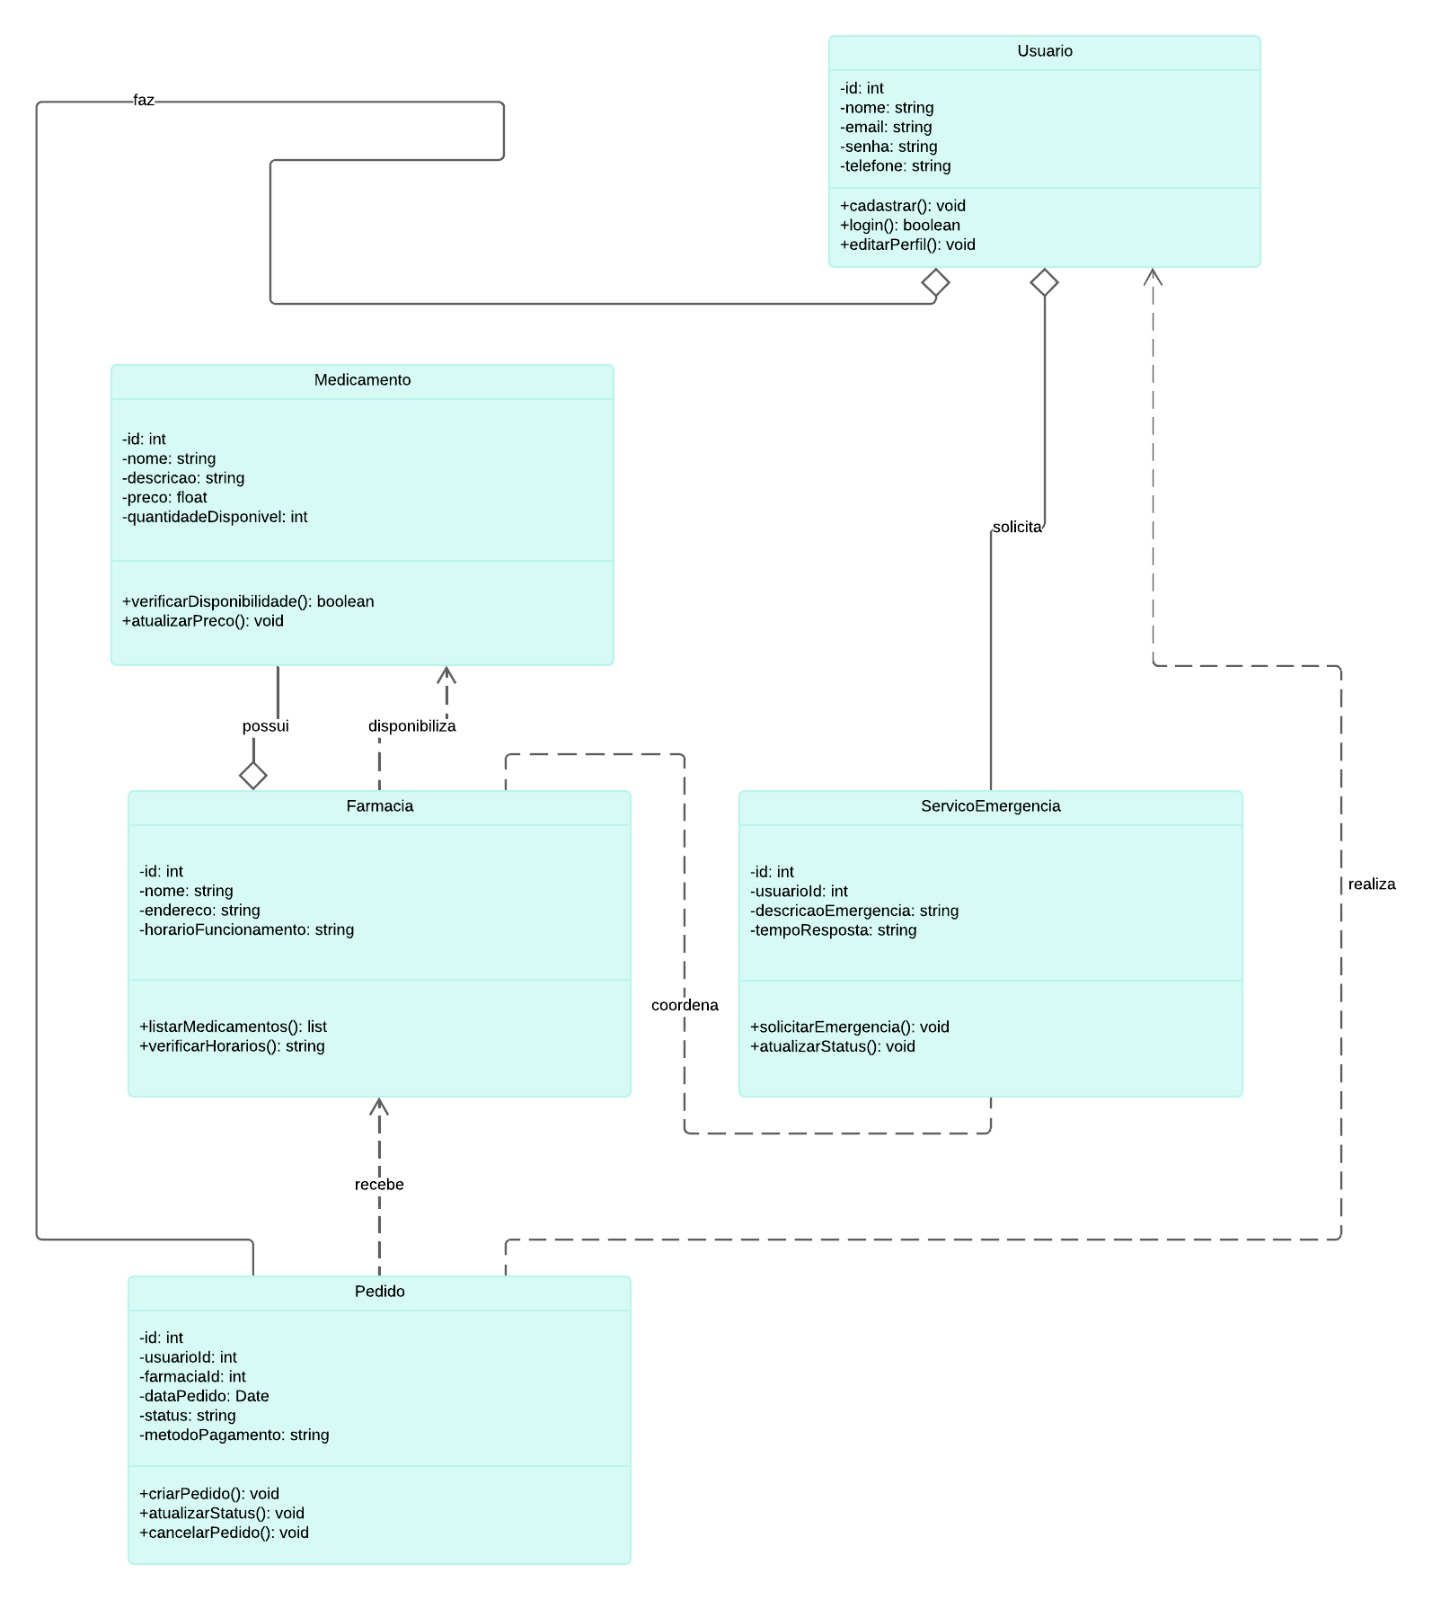 Usuario
-id: int
-nome: string
-email: string
-senha: string
-telefone: string
+cadastrar(): void
+login(): boolean
+editarPerfil(): void
faz
Medicamento
-id: int
-nome: string
-descricao: string
-preco: float
-quantidadeDisponivel: int
+verificarDisponibilidade(): boolean
+atualizarPreco(): void
solicita
possui
disponibiliza
Farmacia
-id: int
-nome: string
-endereco: string
-horarioFuncionamento: string
+listarMedicamentos(): list
+verificarHorarios(): string
ServicoEmergencia
-id: int
-usuarioId: int
-descricaoEmergencia: string
-tempoResposta: string
+solicitarEmergencia(): void
+atualizarStatus(): void
realiza
coordena
recebe
Pedido
-id: int
-usuarioId: int
-farmaciaId: int
-dataPedido: Date
-status: string
-metodoPagamento: string
+criarPedido(): void
+atualizarStatus(): void
+cancelarPedido(): void